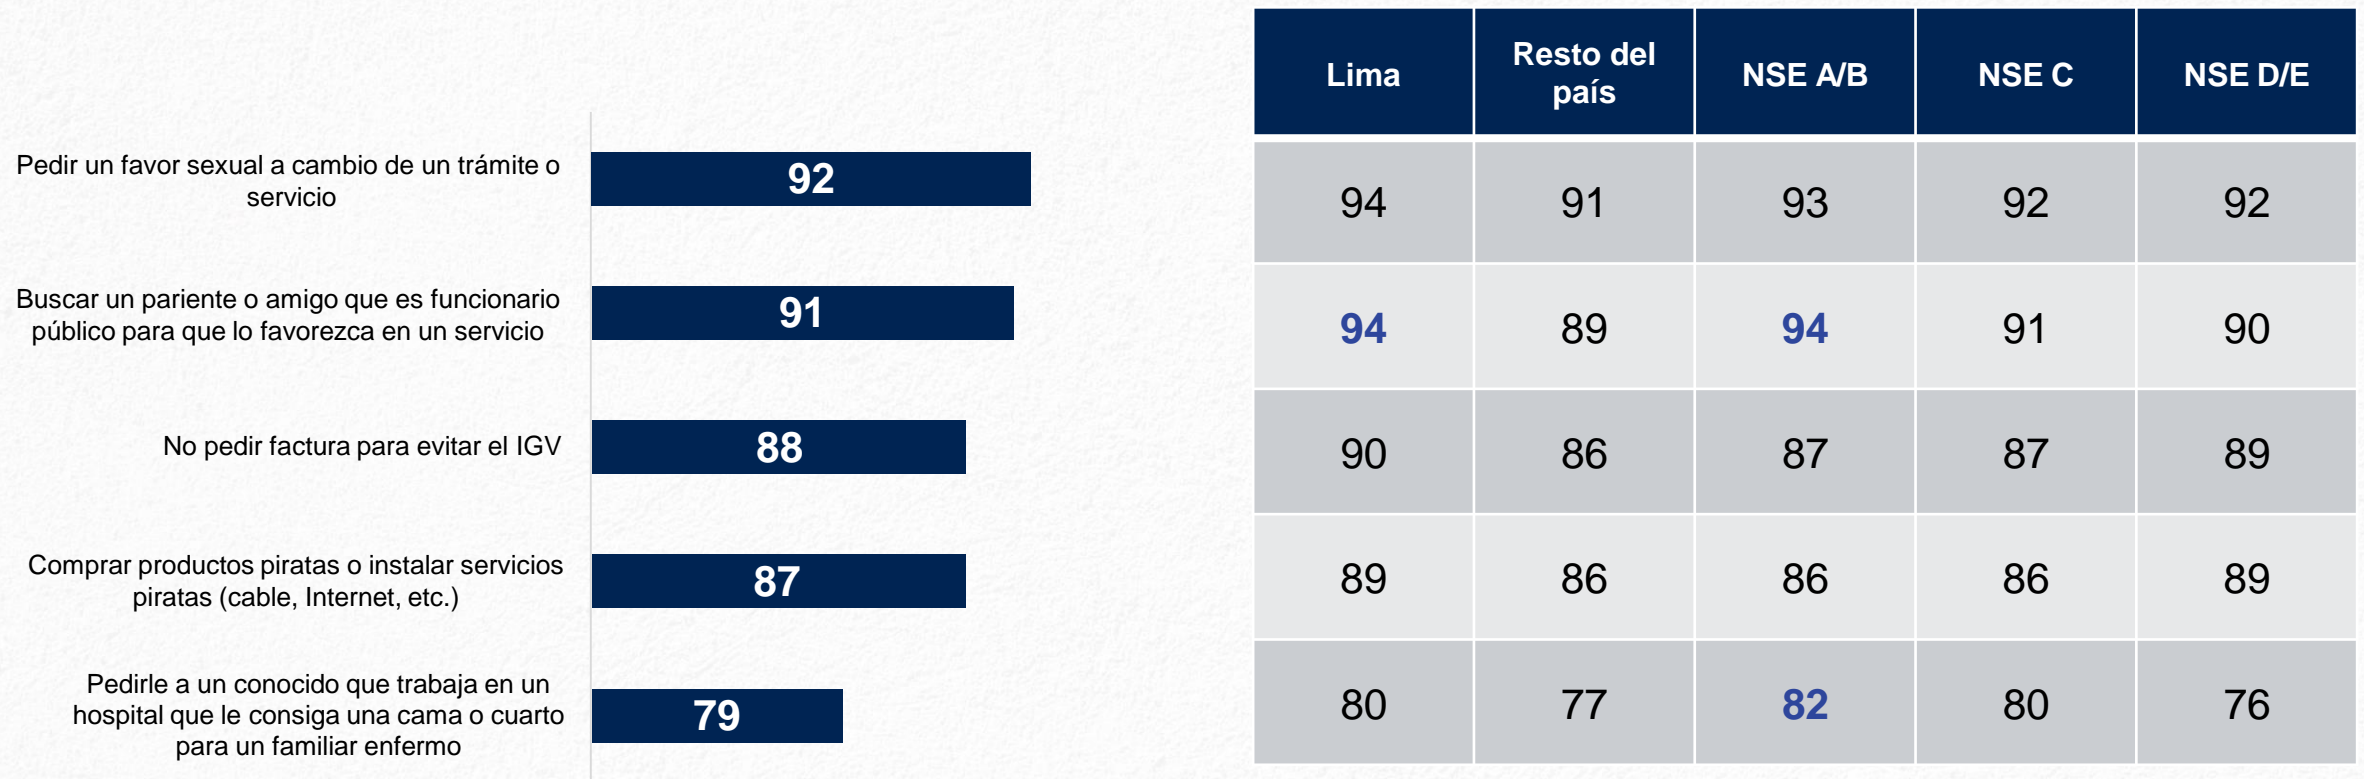 Lima
Resto del
país
NSE A/B
NSE C
NSE D/E
Pedir un favor sexual a cambio de un trámite o
servicio
92
94
91
93
92
92
Buscar un pariente o amigo que es funcionario
público para que lo favorezca en un servicio
91
94
89
94
91
90
No pedir factura para evitar el IGV
88
90
86
87
87
89
Comprar productos piratas o instalar servicios
piratas (cable, Internet, etc.)
87
89
86
86
86
89
Pedirle a un conocido que trabaja en un
hospital que le consiga una cama o cuarto
para un familiar enfermo
79
80
77
82
80
76